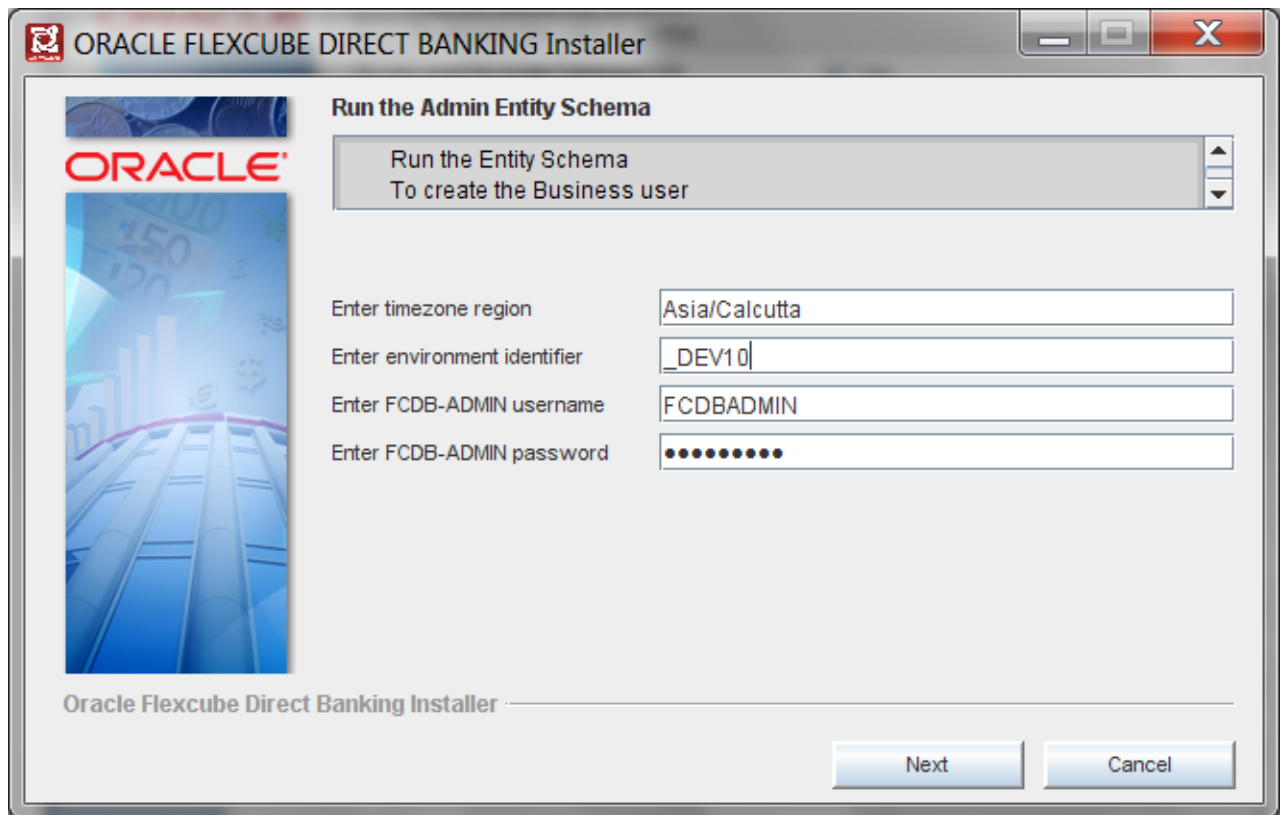 ORACLE FLEXCUBE DIRECT BANKING Installer
ORACLE
Run the Admin Entity Schema
Run the Entity Schema
To create the Business user
Enter timezone region Asia/Calcutta
Enter environment identifier _DEV10
Enter FCDB-ADMIN username FCDBADMIN
Enter FCDB-ADMIN password •••••••••
Oracle Flexcube Direct Banking Installer
Next Cancel